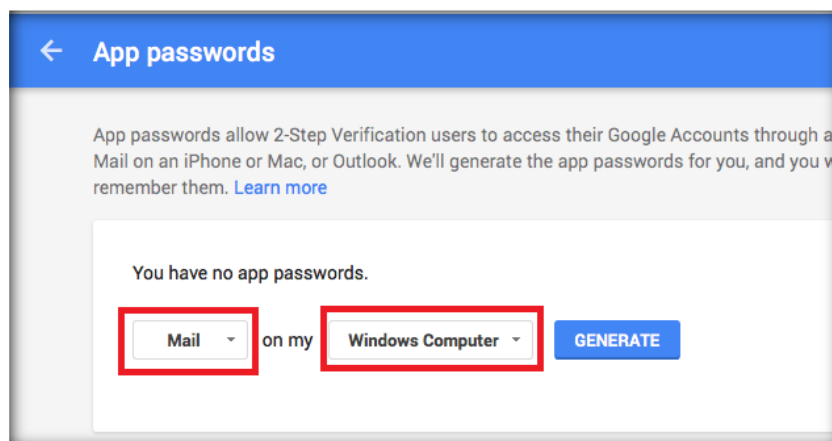 App passwords
App passwords allow 2-Step Verification users to access their Google Accounts through a
Mail on an iPhone or Mac, or Outlook. We'll generate the app passwords for you, and you
remember them. Learn more
You have no app passwords.
Mail on my Windows Computer GENERATE